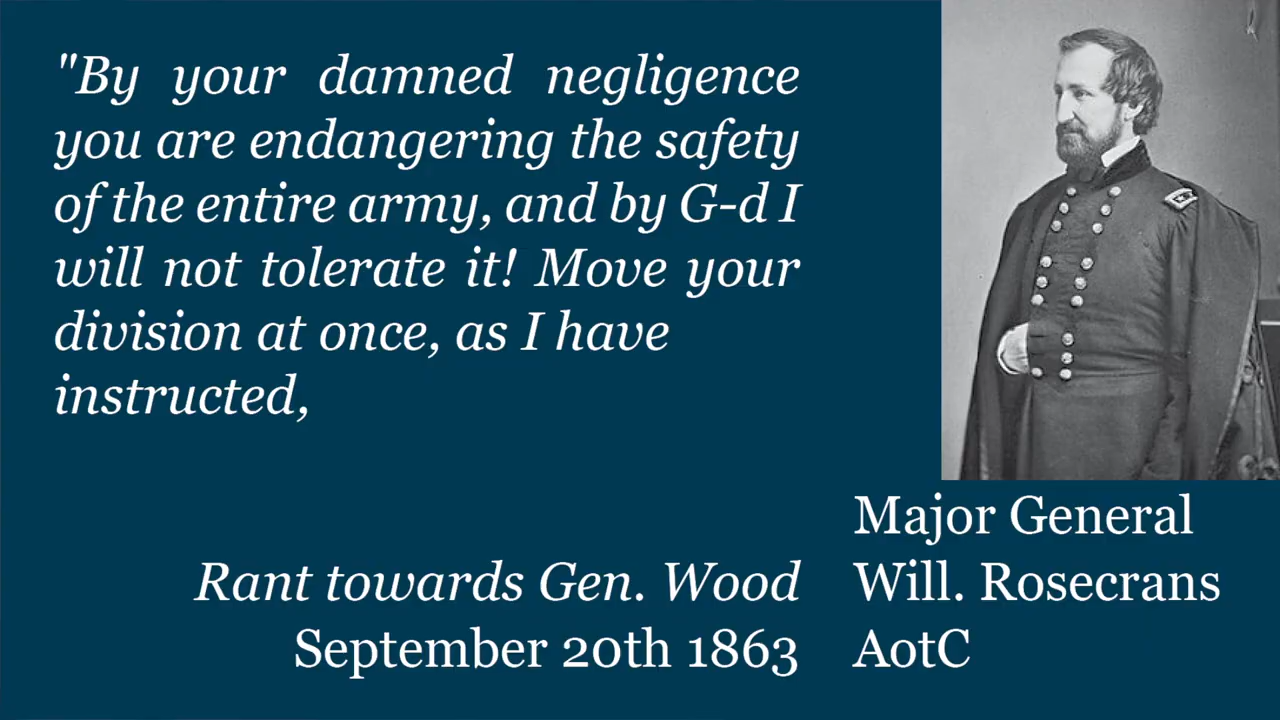 "By your damned negligence
you are endangering the safety
of the entire army, and by G-d I
will not tolerate it! Move your
division at once, as I have
instructed,
Rant towards Gen. Wood
September 20th 1863
Major General
Will. Rosecrans
AotC